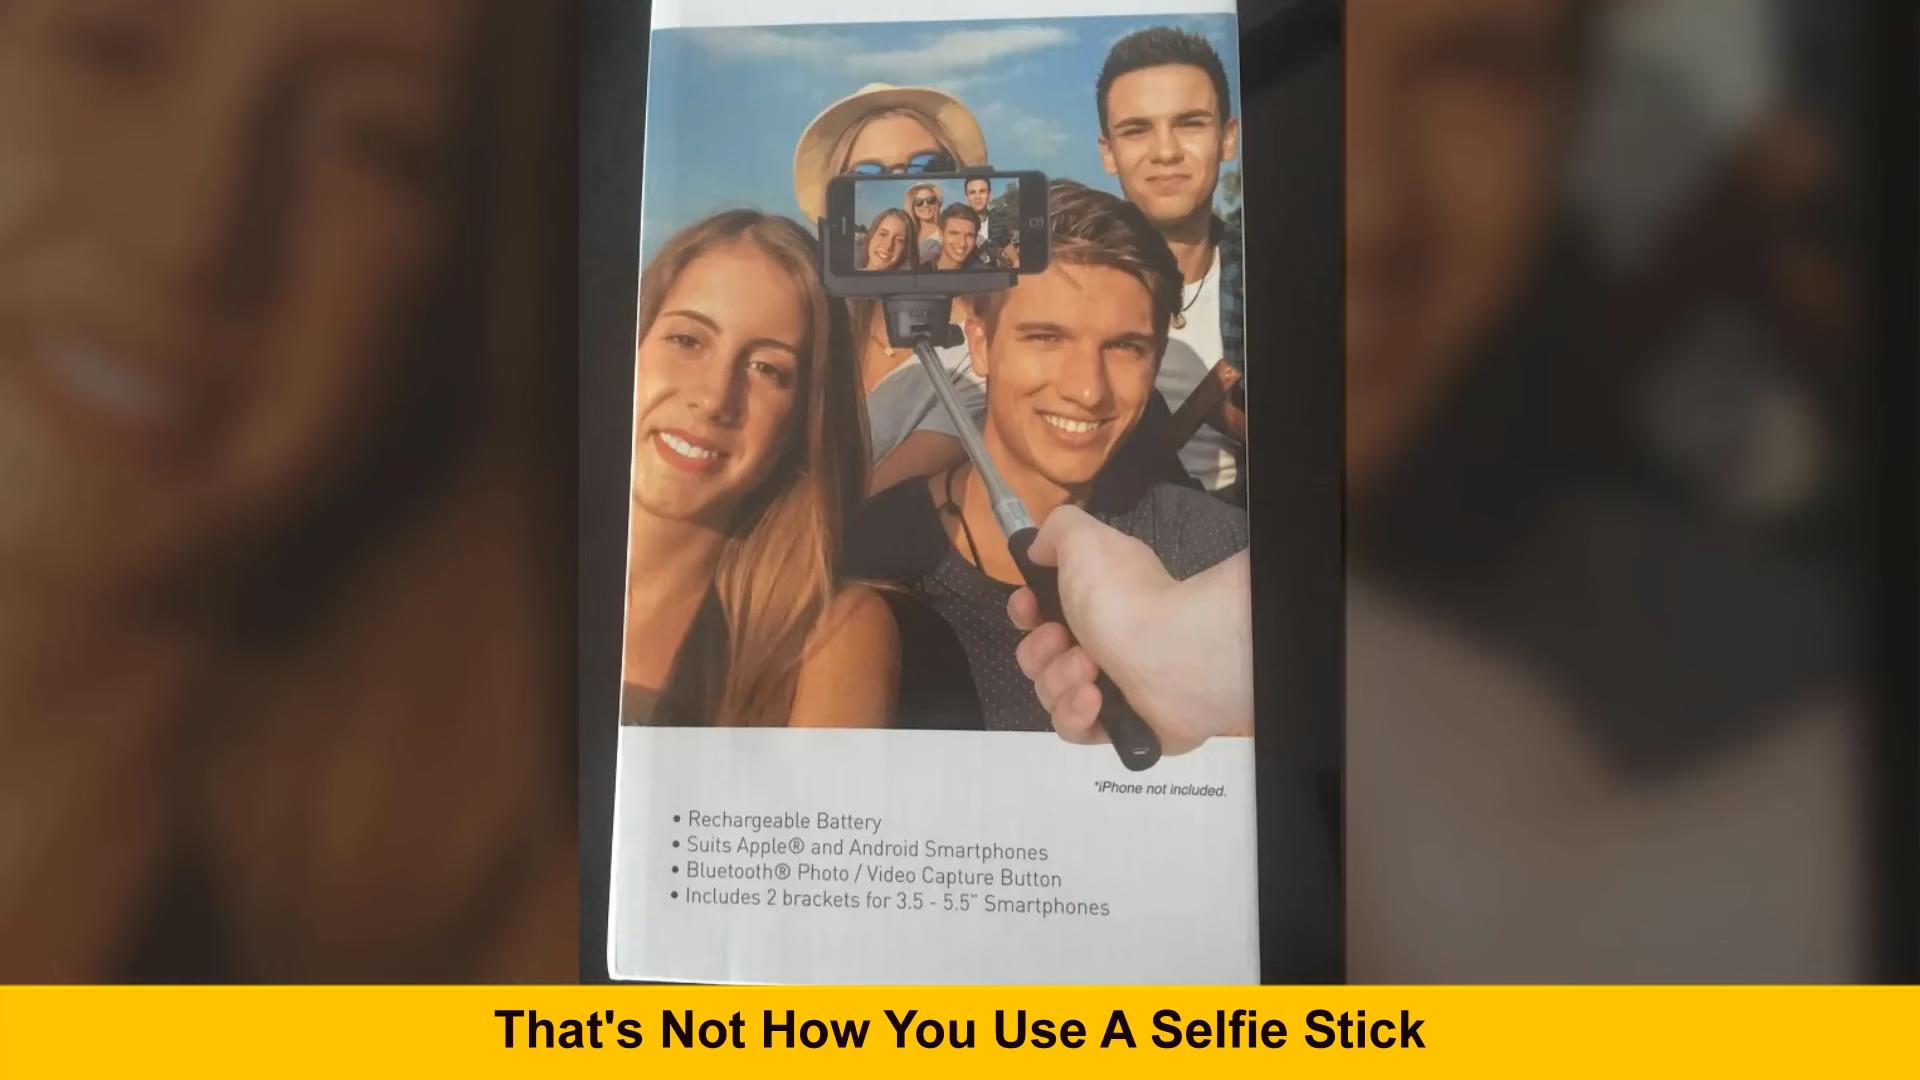 *iPhone not included.
• Rechargeable Battery
• Suits Apple® and Android Smartphones
• Bluetooth® Photo / Video Capture Button
• Includes 2 brackets for 3.5 - 5.5" Smartphones
That's Not How You Use A Selfie Stick